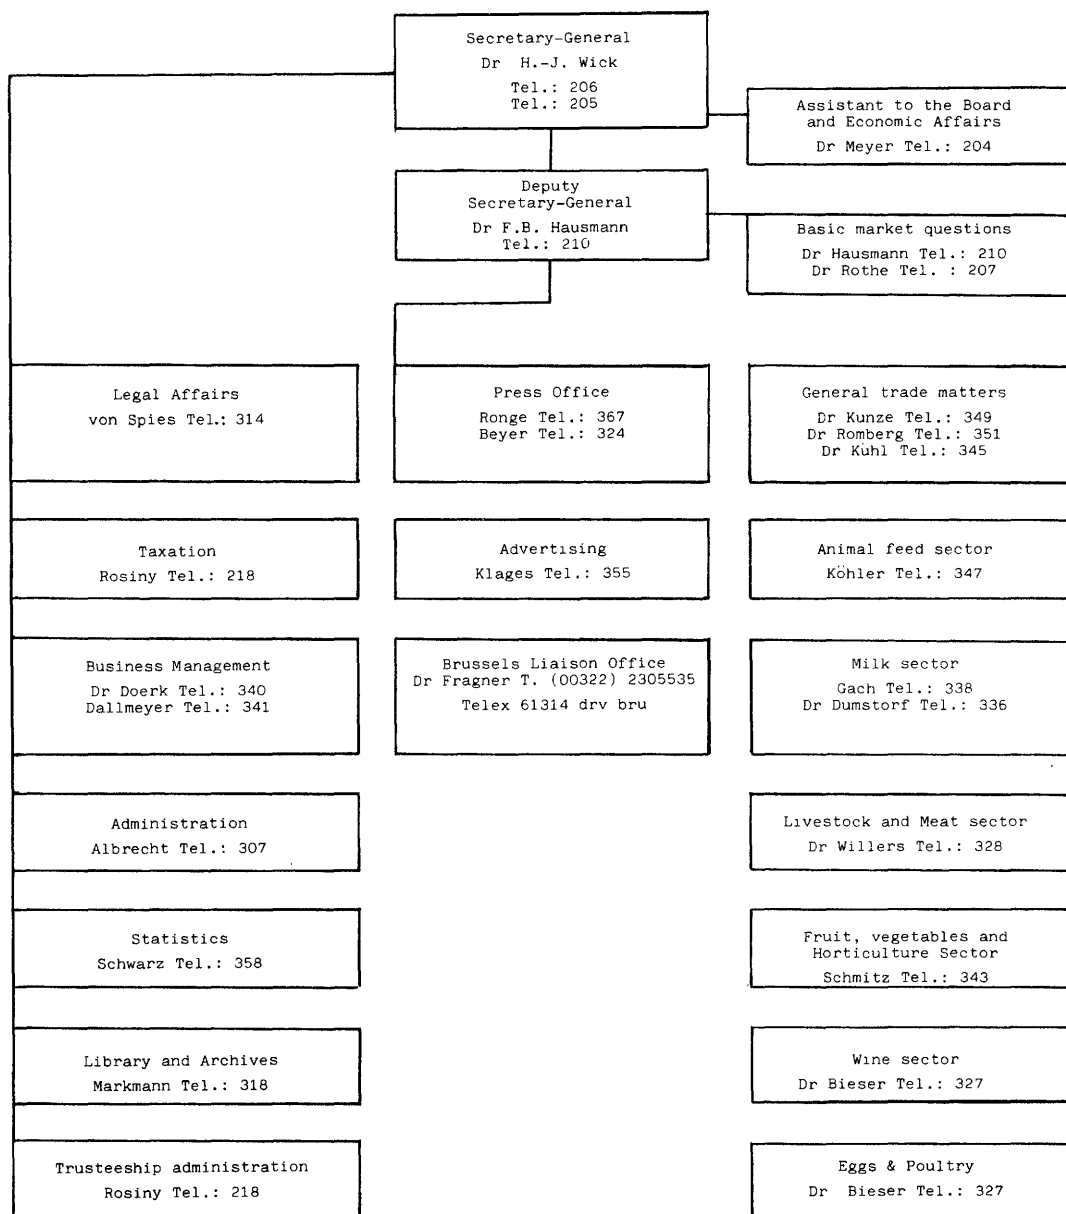 Secretary-General
Dr H.-J. Wick
Tel.: 206
Tel.: 205
Assistant to the Board
and Economic Affairs
Dr Meyer Tel.: 204
Deputy
Secretary-General
Dr F.B. Hausmann
Tel.: 210
Basic market questions
Dr Hausmann Tel.: 210
Dr Rothe Tel. : 207
Legal Affairs
von Spies Tel.: 314
Press Office
Ronge Tel.: 367
Beyer Tel.: 324
General trade matters
Dr Kunze Tel.: 349
Dr Romberg Tel.: 351
Dr Kuhl Tel.: 345
Taxation
Rosiny Tel.: 218
Advertising
Klages Tel.: 355
Animal feed sector
Köhler Tel.: 347
Business Management
Dr Doerk Tel.: 340
Dallmeyer Tel.: 341
Brussels Liaison Office
Dr Fragner T. (00322) 2305535
Telex 61314 drv bru
Milk sector
Gach Tel.: 338
Dr Dumstorf Tel.: 336
Administration
Albrecht Tel.: 307
Livestock and Meat sector
Dr Willers Tel.: 328
Statistics
Schwarz Tel.: 358
Fruit, vegetables and
Horticulture Sector
Schmitz Tel.: 343
Library and Archives
Markmann Tel.: 318
Wine sector
Dr Bieser Tel.: 327
Trusteeship administration
Rosiny Tel.: 218
Eggs & Poultry
Dr Bieser Tel.: 327